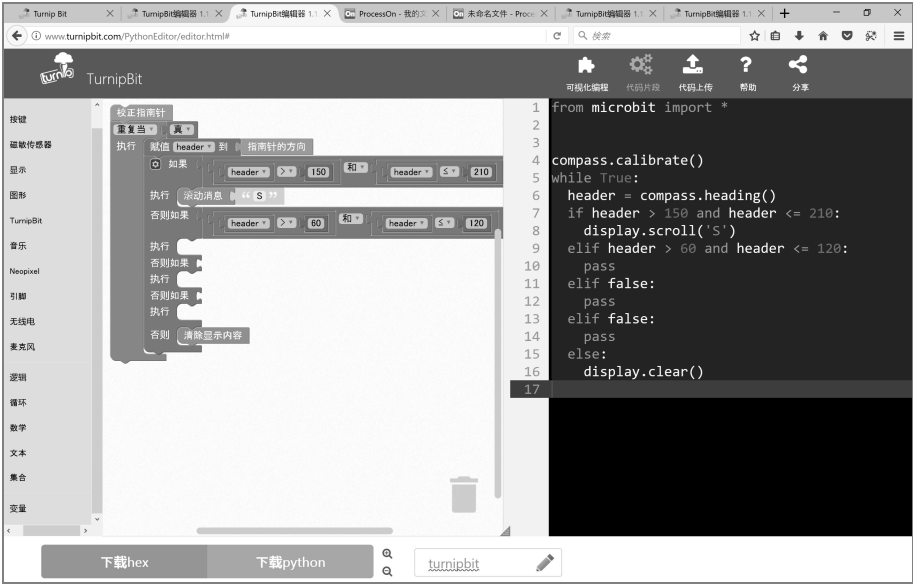 Turnip Bit
TurnipBit编辑器 1.1
TurnipBit编辑器 1.1
ProcessOn - 我的文
未命名文件 - Proce
TurnipBit编辑器 1.1
TurnipBit编辑器 1.1
www.turnipbit.com/PythonEditor/editor.html#
搜索
turnip
TurnipBit
可视化编程
代码片段
代码上传
帮助
分享
按键
磁敏传感器
显示
图形
TurnipBit
音乐
Neopixel
引脚
无线电
麦克风
逻辑
循环
数学
文本
集合
变量
校正指南针
重复当 真
执行 赋值 header 到 指南针的方向
如果 header > 150 和 header ≤ 210
执行 滚动消息 “ S ”
否则如果 header > 60 和 header ≤ 120
执行
否则如果
执行
否则如果
执行
否则 清除显示内容
1 from microbit import *
2
3
4 compass.calibrate()
5 while True:
6 header = compass.heading()
7 if header > 150 and header <= 210:
8 display.scroll('S')
9 elif header > 60 and header <= 120:
10 pass
11 elif false:
12 pass
13 elif false:
14 pass
15 else:
16 display.clear()
17
下载hex
下载python
turnipbit